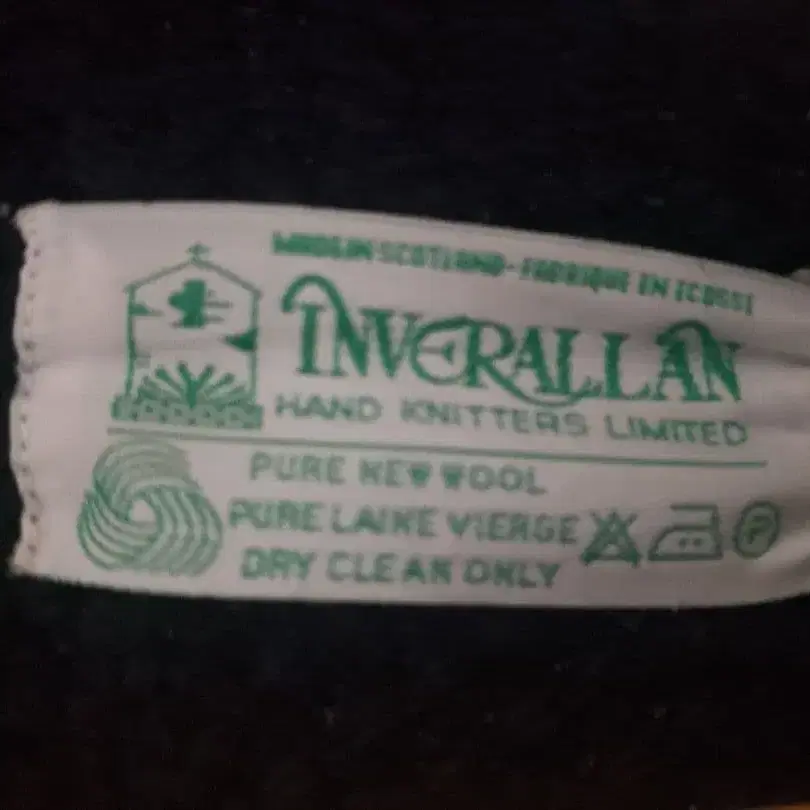 MADE IN SCOTLAND - FABRIQUE EN ECOSSE
INVERALLAN
HAND KNITTERS LIMITED
PURE NEW WOOL
PURE LAINE VIERGE
DRY CLEAN ONLY
P